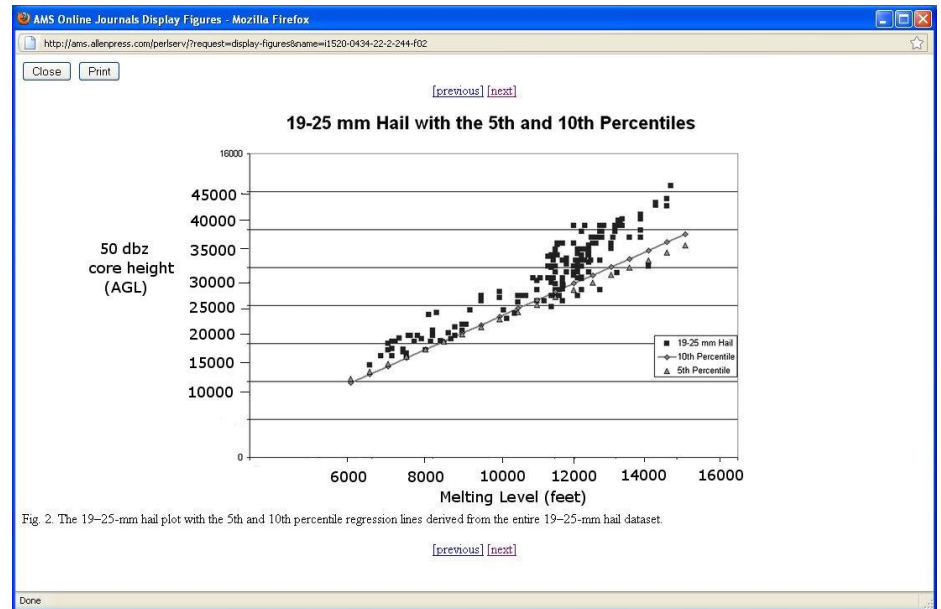 AMS Online Journals Display Figures - Mozilla Firefox
http://ams.allenpress.com/perlserv/?request=display-figures&name=i1520-0434-22-2-244-f02
Close Print
[previous] [next]
19-25 mm Hail with the 5th and 10th Percentiles
16000
45000
40000
35000
30000
25000
20000
15000
10000
0
50 dbz
core height
(AGL)
19-25 mm Hail
10th Percentile
5th Percentile
6000 8000 10000 12000 14000 16000
Melting Level (feet)
Fig. 2. The 19–25-mm hail plot with the 5th and 10th percentile regression lines derived from the entire 19–25-mm hail dataset.
[previous] [next]
Done